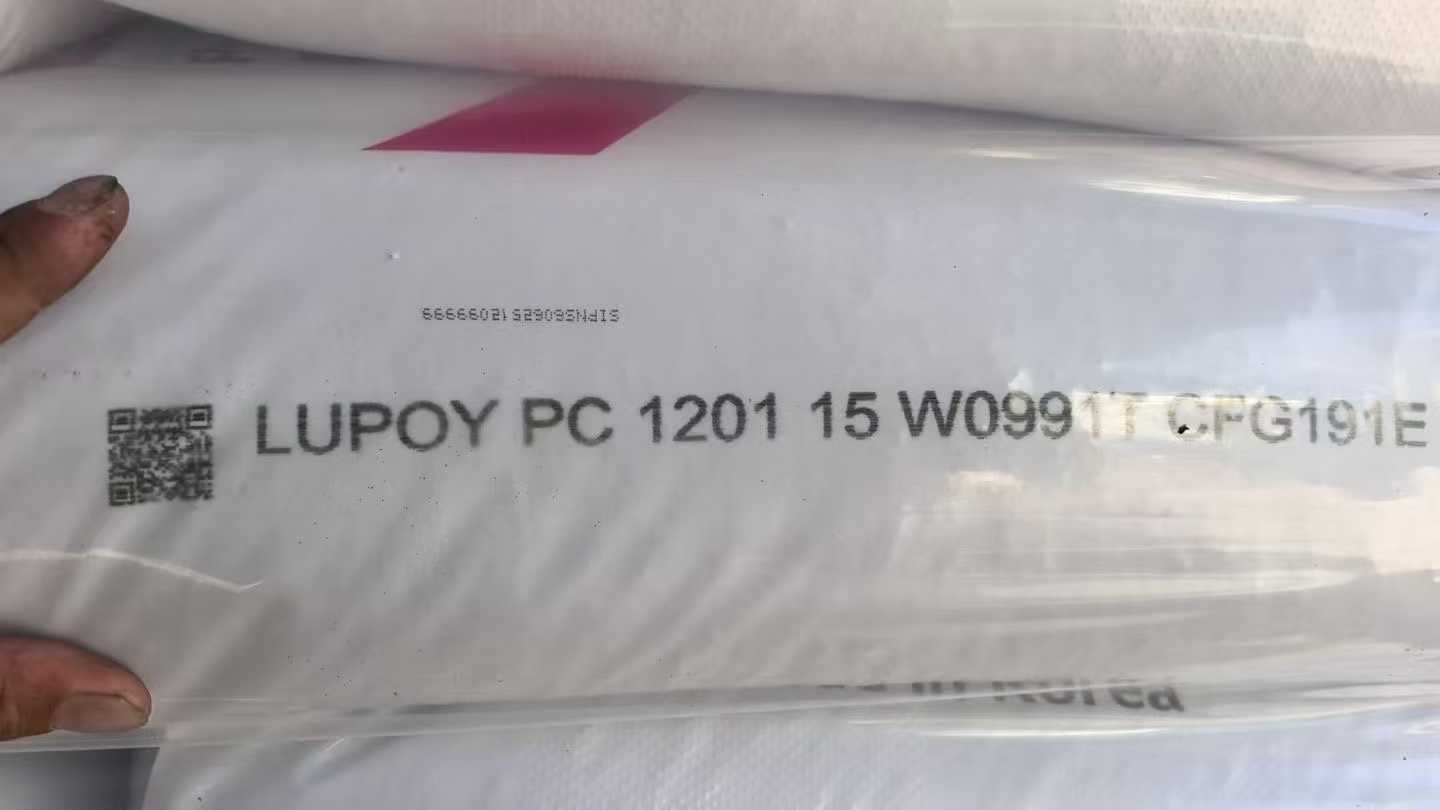 LUPOY PC 1201 15 W0991T CFG191E
in Korea